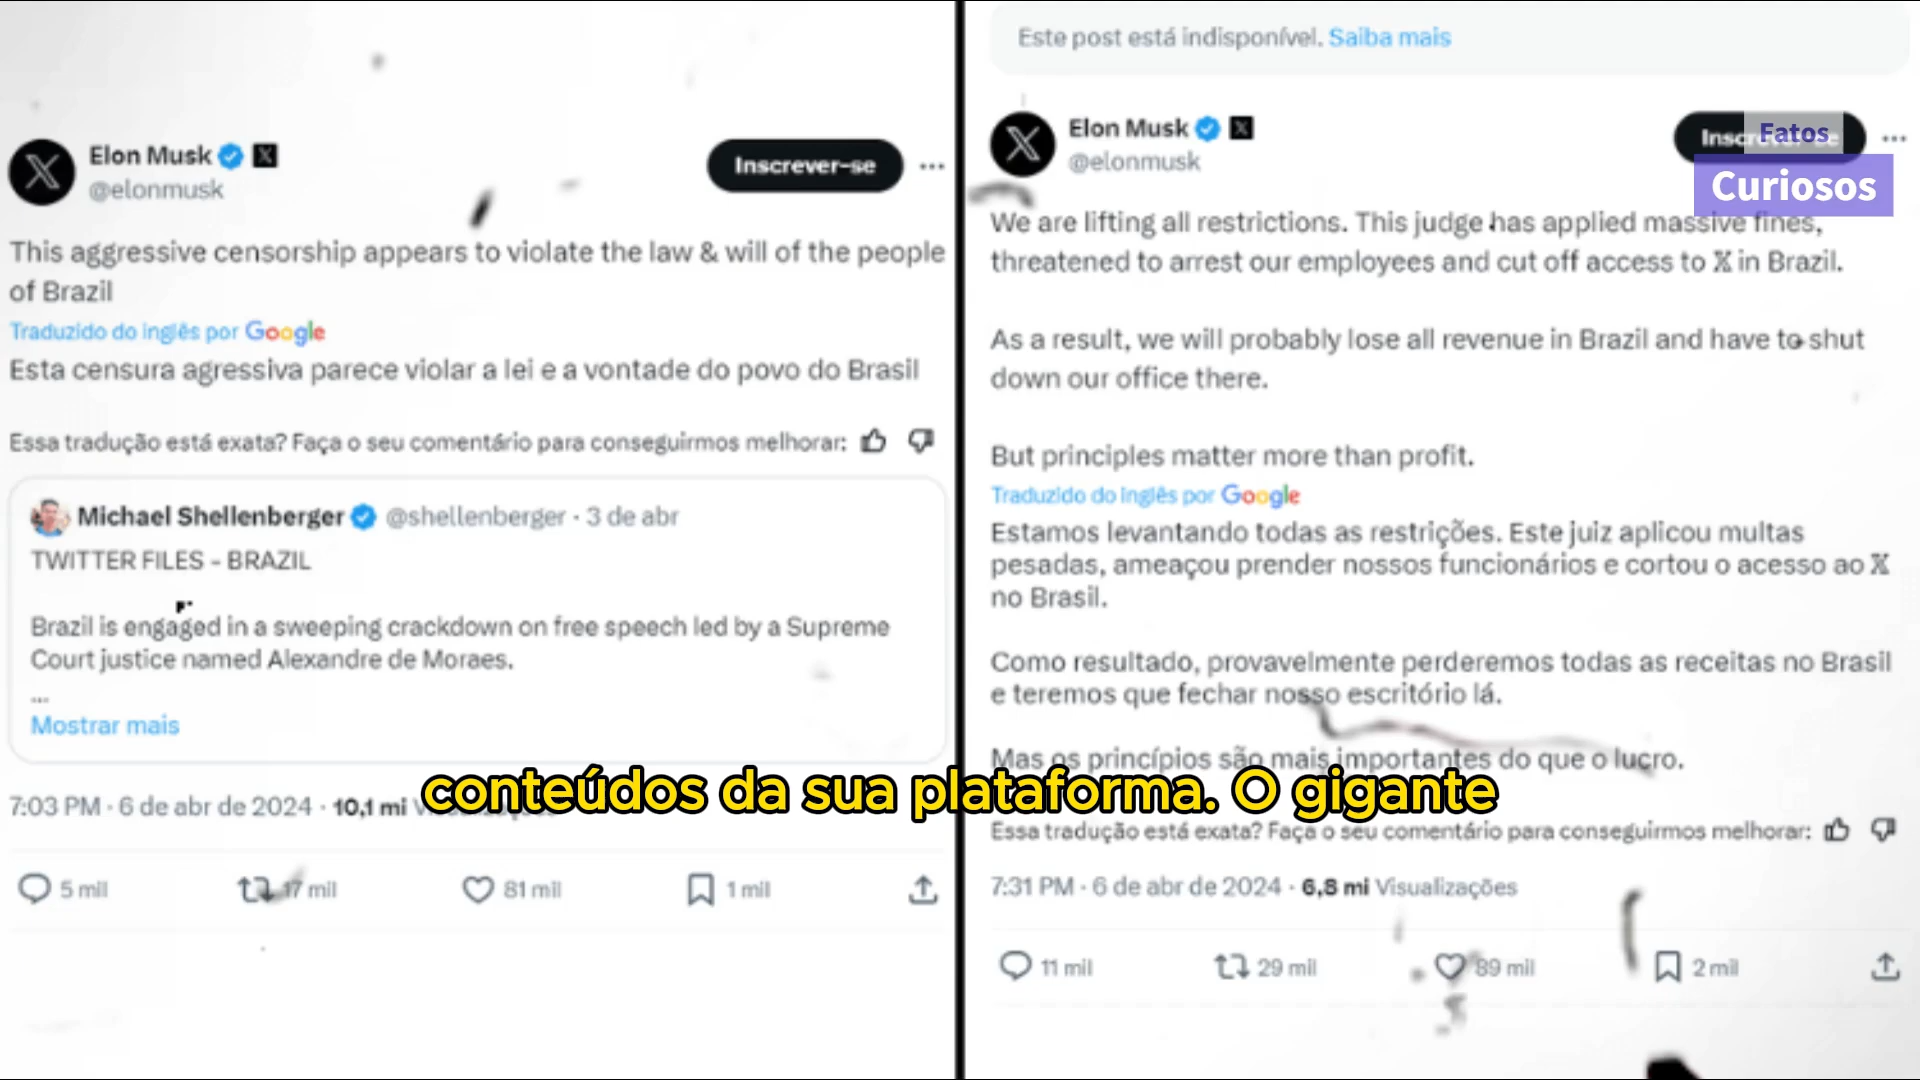 Elon Musk
@elonmusk
Inscrever-se
This aggressive censorship appears to violate the law & will of the people
of Brazil
Traduzido do inglês por Google
Esta censura agressiva parece violar a lei e a vontade do povo do Brasil
Essa tradução está exata? Faça o seu comentário para conseguirmos melhorar:
Michael Shellenberger @shellenberger · 3 de abr
TWITTER FILES - BRAZIL
Brazil is engaged in a sweeping crackdown on free speech led by a Supreme
Court justice named Alexandre de Moraes.
...
Mostrar mais
7:03 PM · 6 de abr de 2024 · 10,1 mi
5 mil 17 mil 81 mil 1 mil
Este post está indisponível. Saiba mais
Elon Musk
@elonmusk
Fatos
Curiosos
We are lifting all restrictions. This judge has applied massive fines,
threatened to arrest our employees and cut off access to 𝕏 in Brazil.
As a result, we will probably lose all revenue in Brazil and have to shut
down our office there.
But principles matter more than profit.
Traduzido do inglês por Google
Estamos levantando todas as restrições. Este juiz aplicou multas
pesadas, ameaçou prender nossos funcionários e cortou o acesso ao 𝕏
no Brasil.
Como resultado, provavelmente perderemos todas as receitas no Brasil
e teremos que fechar nosso escritório lá.
Mas os princípios são mais importantes do que o lucro.
conteúdos da sua plataforma. O gigante
Essa tradução está exata? Faça o seu comentário para conseguirmos melhorar:
7:31 PM · 6 de abr de 2024 · 6,8 mi Visualizações
11 mil 29 mil 89 mil 2 mil